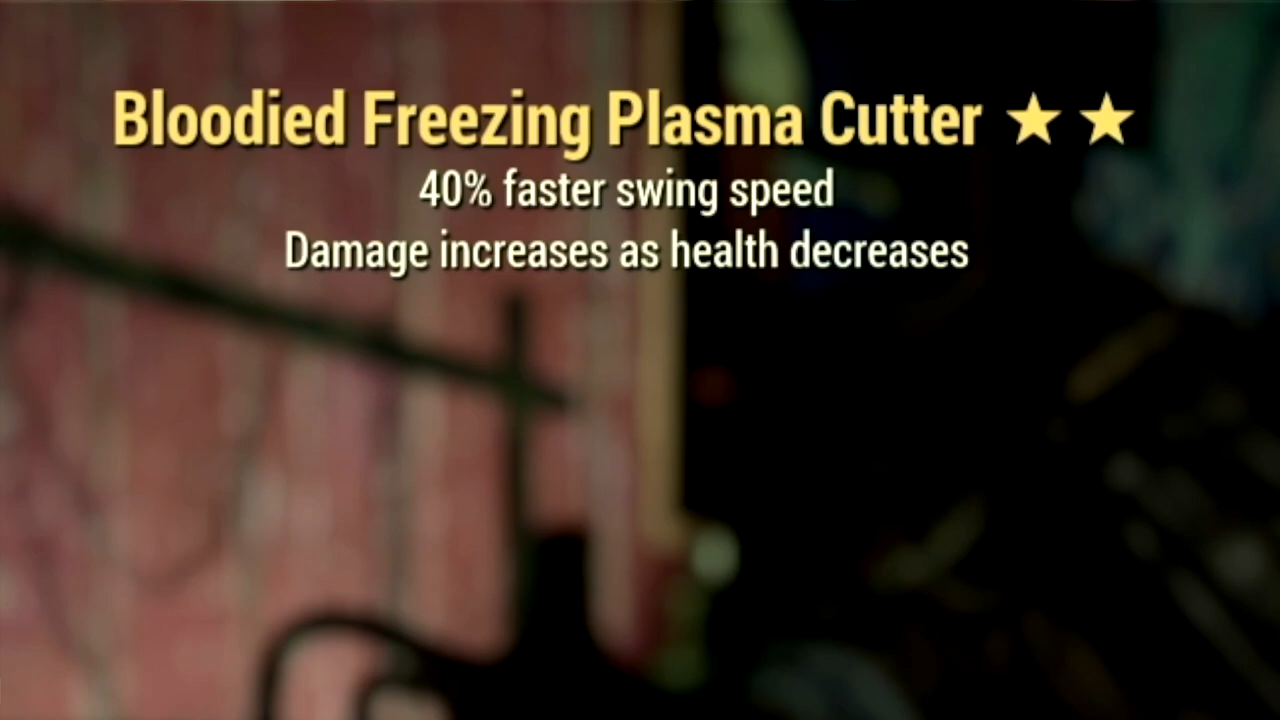 Bloodied Freezing Plasma Cutter ★ ★
40% faster swing speed
Damage increases as health decreases